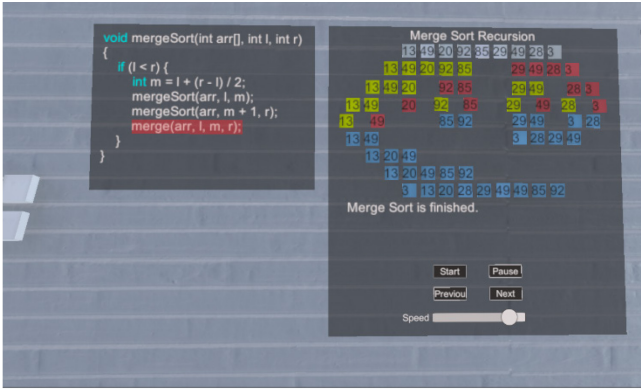 void mergeSort(int arr[], int l, int r)
{
if (l < r) {
int m = l + (r - l) / 2;
mergeSort(arr, l, m);
mergeSort(arr, m + 1, r);
merge(arr, l, m, r);
}
}
Merge Sort Recursion
13 49 20 92 85 29 49 28 3
13 49 20 92 85 29 49 28 3
13 49 20 92 85 29 49 28 3
13 49 20 92 85 29 49 28 3
13 49 85 92 29 49 3 28
13 49 3 28 29 49
13 20 49
13 20 49 85 92
3 13 20 28 29 49 49 85 92
Merge Sort is finished.
Start Pause
Previou Next
Speed